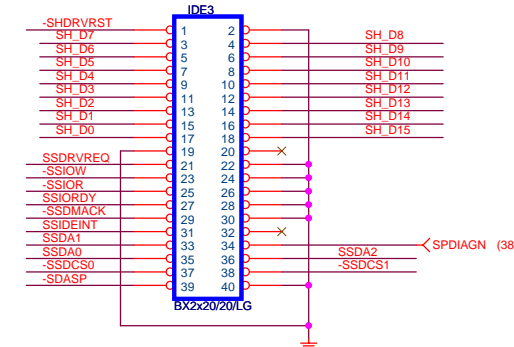 IDE3
-SHDRVRST 1 2
SH_D7 3 4 SH_D8
SH_D6 5 6 SH_D9
SH_D5 7 8 SH_D10
SH_D4 9 10 SH_D11
SH_D3 11 12 SH_D12
SH_D2 13 14 SH_D13
SH_D1 15 16 SH_D14
SH_D0 17 18 SH_D15
19 20
SSDRVREQ 21 22
-SSIOW 23 24
-SSIOR 25 26
SSIORDY 27 28
-SSDMACK 29 30
SSIDEINT 31 32
SSDA1 33 34 SPDIAGN (38
SSDA0 35 36 SSDA2
-SSDCS0 37 38 -SSDCS1
-SDASP 39 40
BX2x20/20/LG